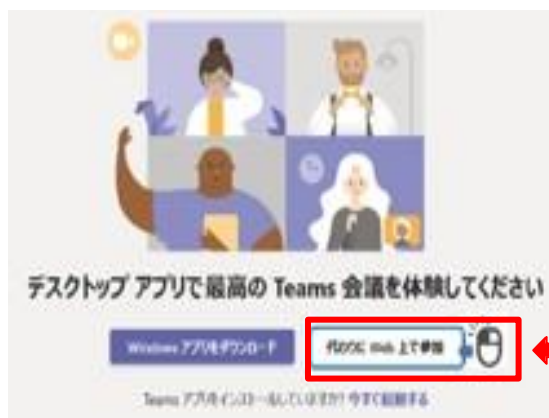 デスクトップ アプリで最高の Teams 会議を体験してください
Windows アプリをダウンロード
代わりに Web 上で参加
Teams アプリをインストールしていますか? 今すぐ起動する